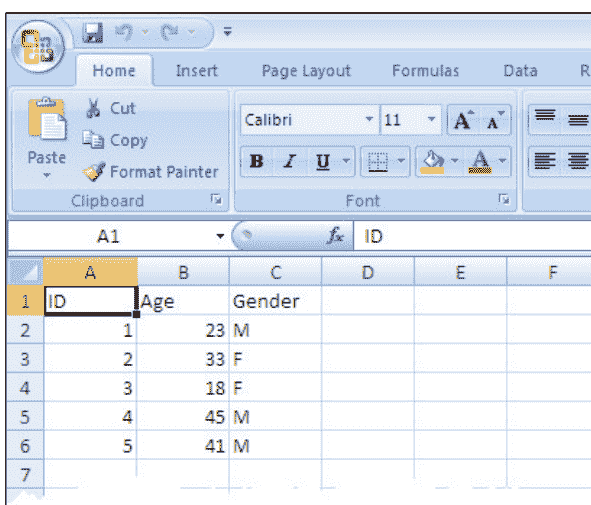 Home Insert Page Layout Formulas Data R
Cut
Copy
Paste
Format Painter
Clipboard
Calibri 11 A A
B I U A
Font
A1 fx ID
A B C D E F
1 ID Age Gender
2 1 23 M
3 2 33 F
4 3 18 F
5 4 45 M
6 5 41 M
7